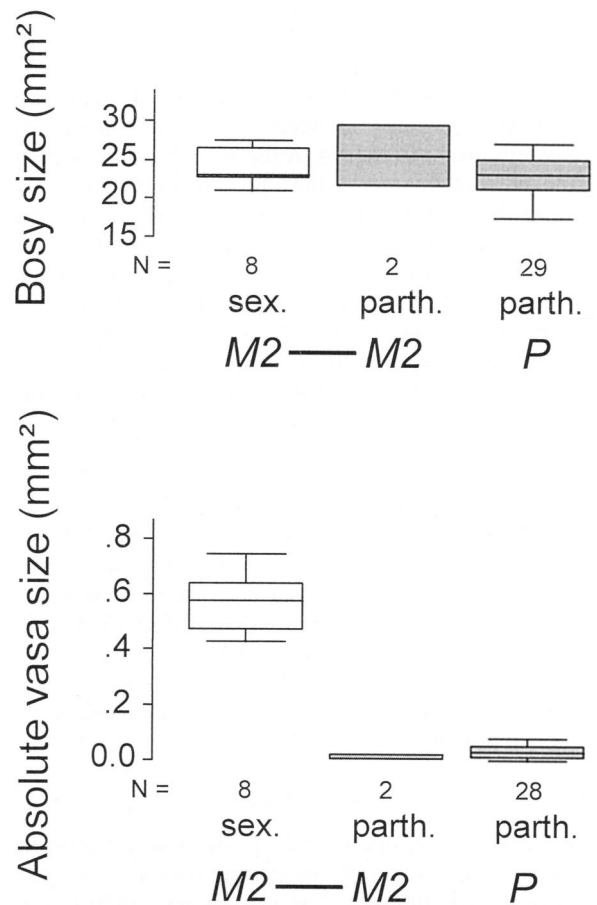 Bosy size (mm²)
30
25
20
15
N = 8 2 29
sex. parth. parth.
M2 — M2 P
Absolute vasa size (mm²)
.8
.6
.4
.2
0.0
N = 8 2 28
sex. parth. parth.
M2 — M2 P